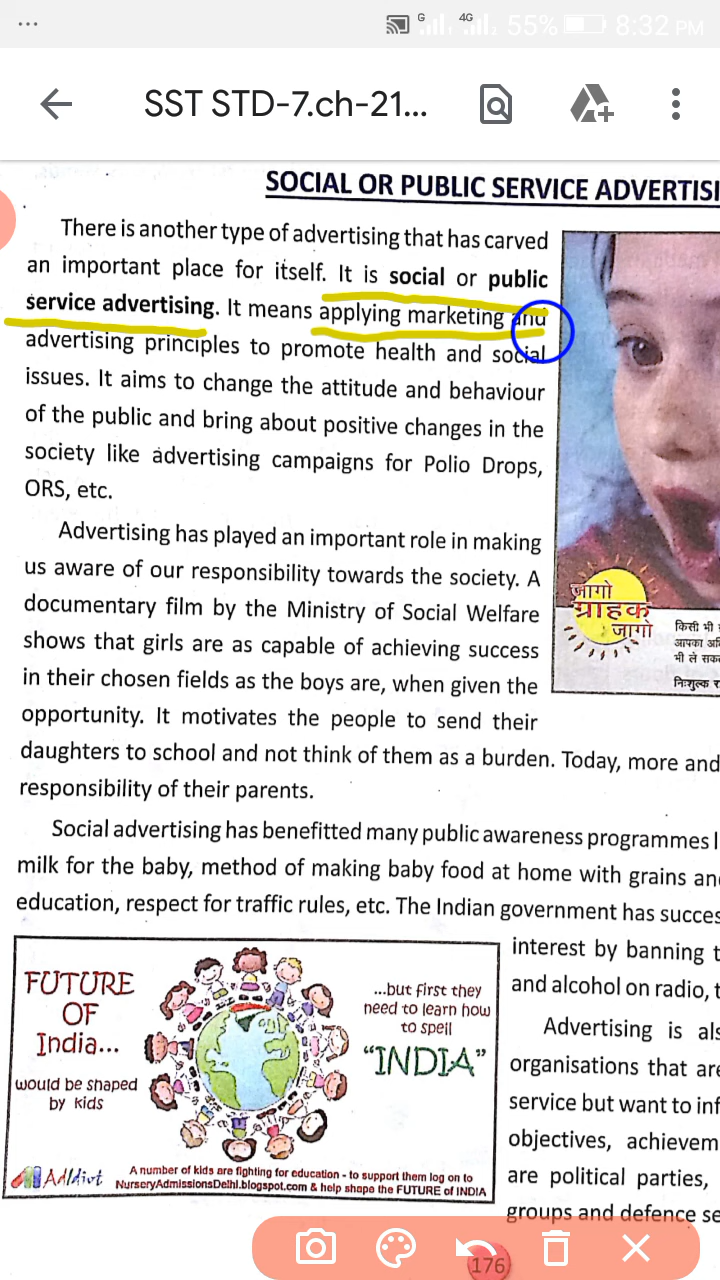 G 4G 55% 8:32 PM
SST STD-7.ch-21...
SOCIAL OR PUBLIC SERVICE ADVERTISI
There is another type of advertising that has carved
an important place for itself. It is social or public
service advertising. It means applying marketing and
advertising principles to promote health and social
issues. It aims to change the attitude and behaviour
of the public and bring about positive changes in the
society like advertising campaigns for Polio Drops,
ORS, etc.
जागो
ग्राहक
जागो
किसी भी
आपका
भी ले सक
निःशुल्क
Advertising has played an important role in making
us aware of our responsibility towards the society. A
documentary film by the Ministry of Social Welfare
shows that girls are as capable of achieving success
in their chosen fields as the boys are, when given the
opportunity. It motivates the people to send their
daughters to school and not think of them as a burden. Today, more and
responsibility of their parents.
Social advertising has benefitted many public awareness programmes l
milk for the baby, method of making baby food at home with grains an
education, respect for traffic rules, etc. The Indian government has succes
interest by banning t
and alcohol on radio, t
Advertising is als
organisations that are
service but want to inf
objectives, achievem
are political parties,
groups and defence se
FUTURE
OF
India...
would be shaped
by kids
...but first they
need to learn how
to spell
"INDIA"
AdIdiot
A number of kids are fighting for education - to support them log on to
NurseryAdmissionsDelhi.blogspot.com & help shape the FUTURE of INDIA
176